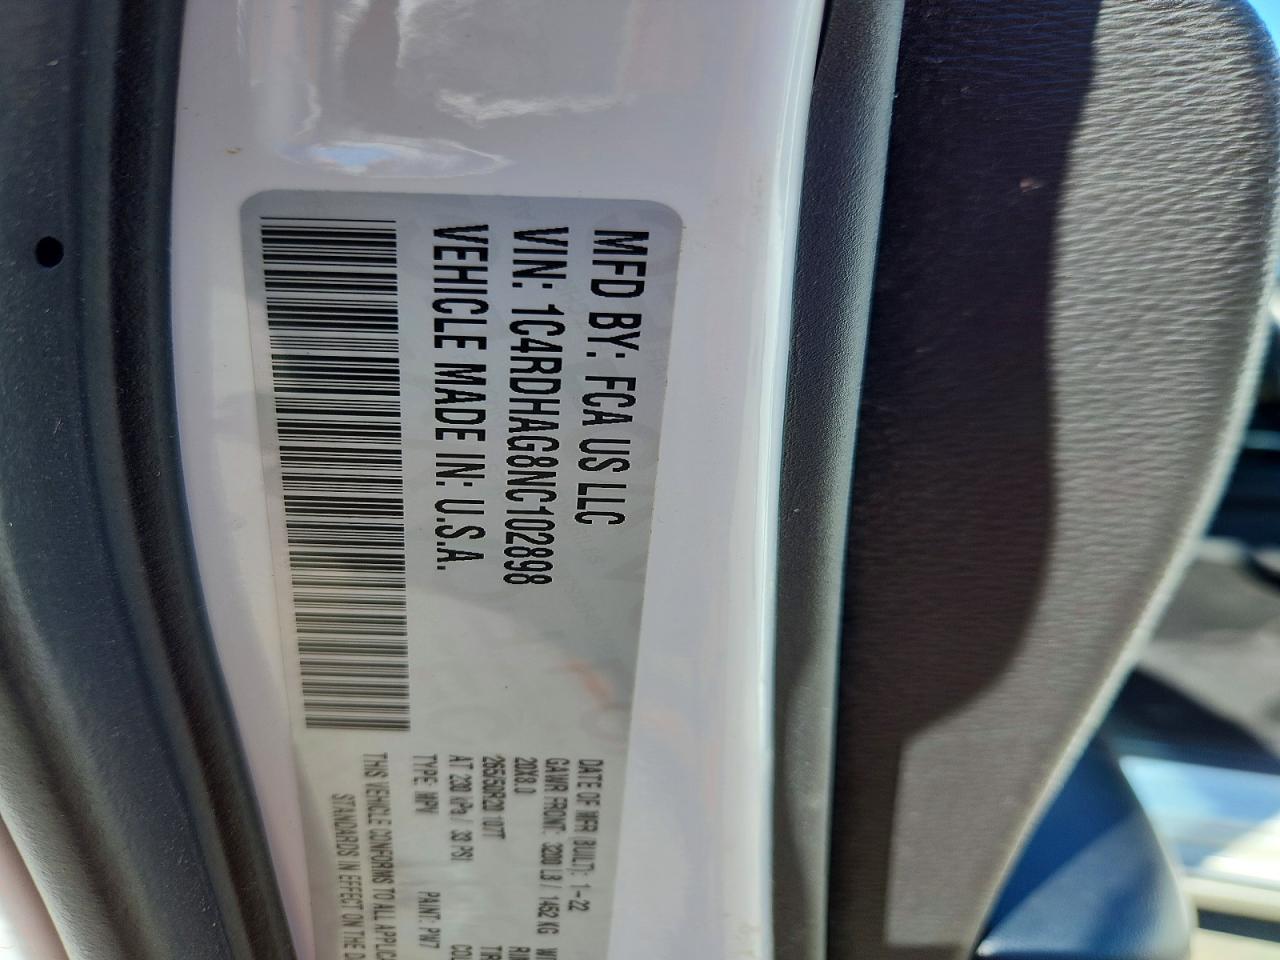 MFD BY: FCA US LLC
VIN: 1C4RDHAG8NC102898
VEHICLE MADE IN: U.S.A.
DATE OF MFR (BUILT): 1-22
GAWR FRONT: 3200 LB / 1452 KG
20X8.0
265/50R20 107T
AT 230 kPa / 33 PSI
TYPE: MPV PAINT: PW7
THIS VEHICLE CONFORMS TO ALL
STANDARDS IN EFFECT ON THE